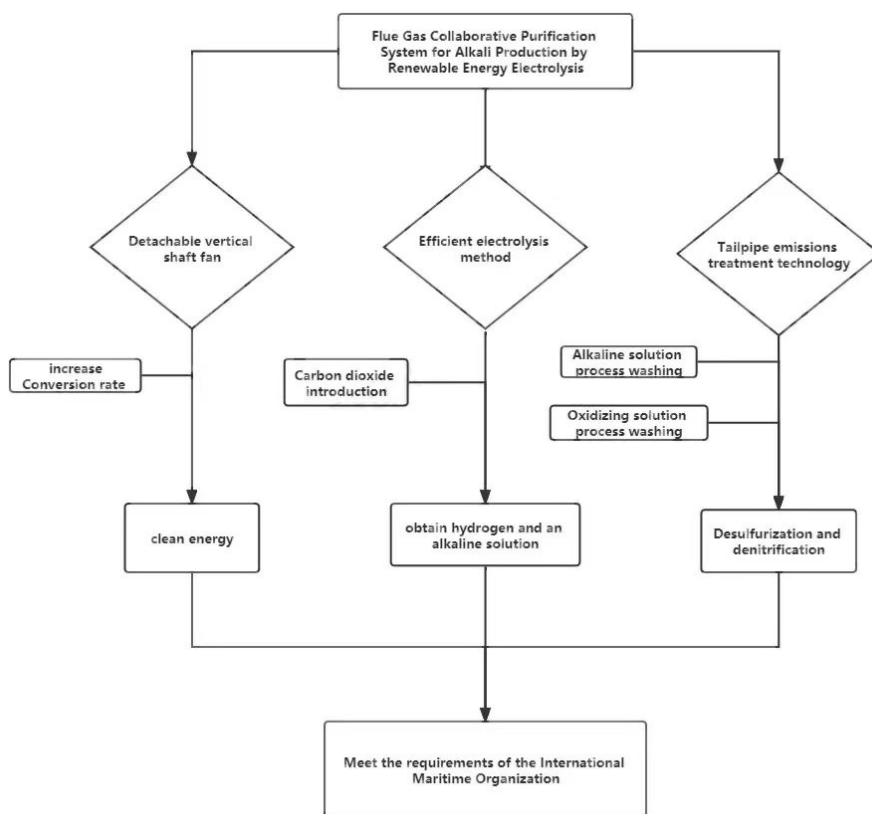 Flue Gas Collaborative Purification
System for Alkali Production by
Renewable Energy Electrolysis
Detachable vertical
shaft fan
Efficient electrolysis
method
Tailpipe emissions
treatment technology
increase
Conversion rate
Carbon dioxide
introduction
Alkaline solution
process washing
Oxidizing solution
process washing
clean energy
obtain hydrogen and an
alkaline solution
Desulfurization and
denitrification
Meet the requirements of the International
Maritime Organization